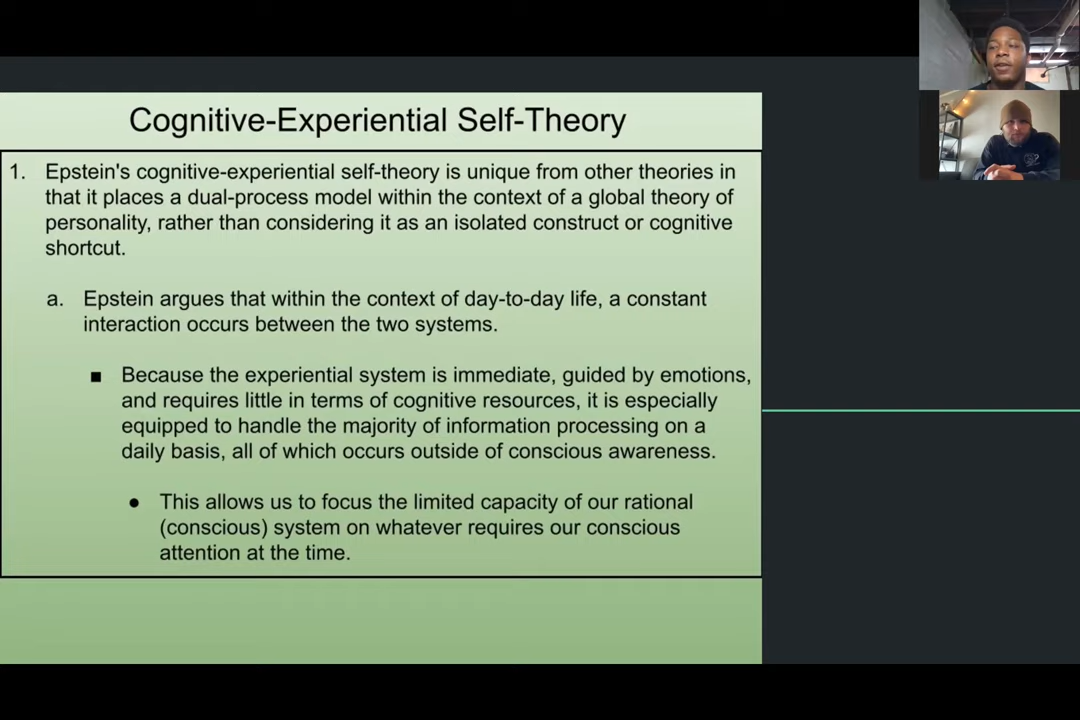 Cognitive-Experiential Self-Theory
1. Epstein's cognitive-experiential self-theory is unique from other theories in
that it places a dual-process model within the context of a global theory of
personality, rather than considering it as an isolated construct or cognitive
shortcut.
a. Epstein argues that within the context of day-to-day life, a constant
interaction occurs between the two systems.
■ Because the experiential system is immediate, guided by emotions,
and requires little in terms of cognitive resources, it is especially
equipped to handle the majority of information processing on a
daily basis, all of which occurs outside of conscious awareness.
● This allows us to focus the limited capacity of our rational
(conscious) system on whatever requires our conscious
attention at the time.